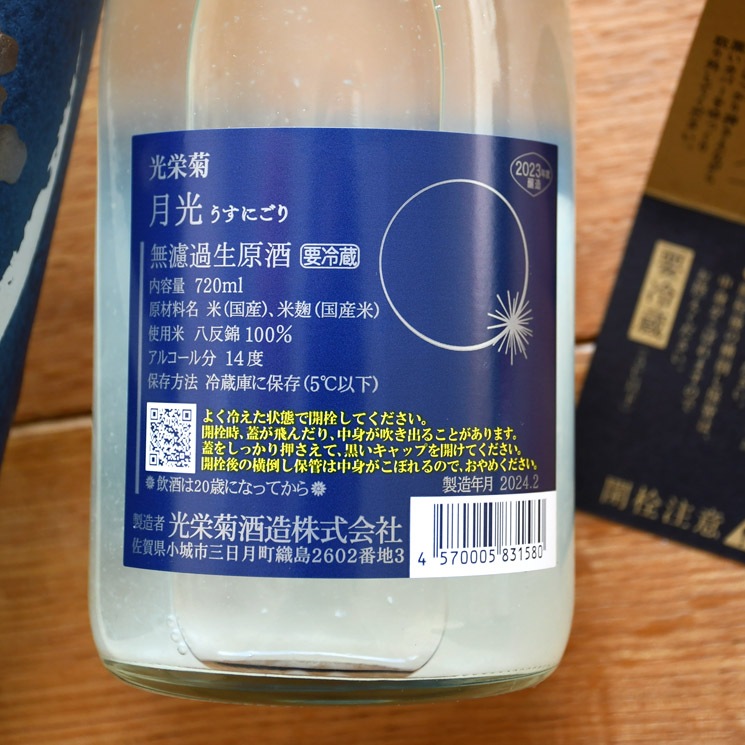 光栄菊
2023年度
醸造
月光 うすにごり
無濾過生原酒 要冷蔵
内容量 720ml
原材料名 米(国産)、米麹(国産米)
使用米 八反錦 100%
アルコール分 14度
保存方法 冷蔵庫に保存(5℃以下)
よく冷えた状態で開栓してください。
開栓時、蓋が飛んだり、中身が吹き出ることがあります。
蓋をしっかり押さえて、黒いキャップを開けてください。
開栓後の横倒し保管は中身がこぼれるので、おやめください。
飲酒は20歳になってから
製造年月 2024.2
製造者 光栄菊酒造株式会社
佐賀県小城市三日月町織島2602番地3
4 570005 831580
要冷蔵
開栓注意